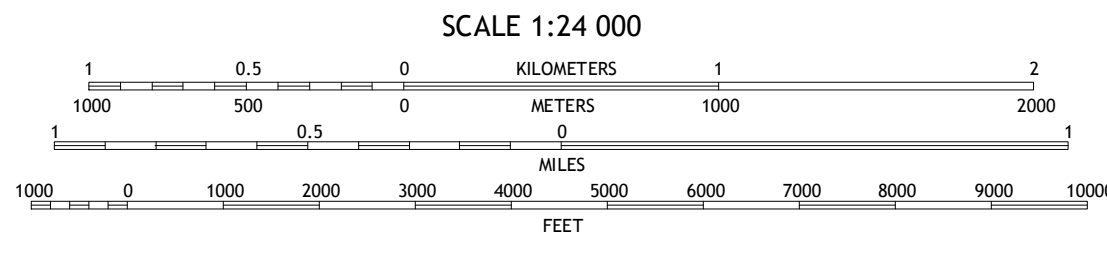 SCALE 1:24 000
1 0.5 0 KILOMETERS 1 2
1000 500 0 METERS 1000 2000
1 0.5 0 1
MILES
1000 0 1000 2000 3000 4000 5000 6000 7000 8000 9000 10000
FEET